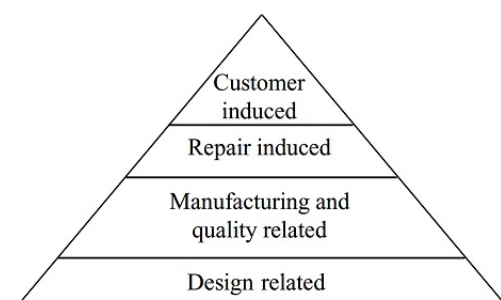 Customer
induced
Repair induced
Manufacturing and
quality related
Design related